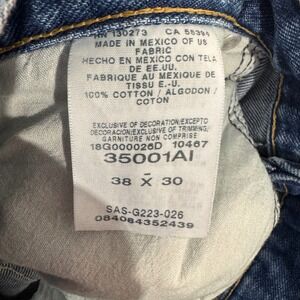 RN 130273 CA 55395
MADE IN MEXICO OF US
FABRIC
HECHO EN MEXICO CON TELA
DE EE.UU.
FABRIQUE AU MEXIQUE DE
TISSU E.-U.
100% COTTON / ALGODON /
COTON
EXCLUSIVE OF DECORATION/EXCEPTO
DECORACION/EXCLUSIVE OF TRIMMING/
GARNITURE NON COMPRISE
18G000026D 10467
35001AI
-
38 X 30
SAS-G223-026
084084352439